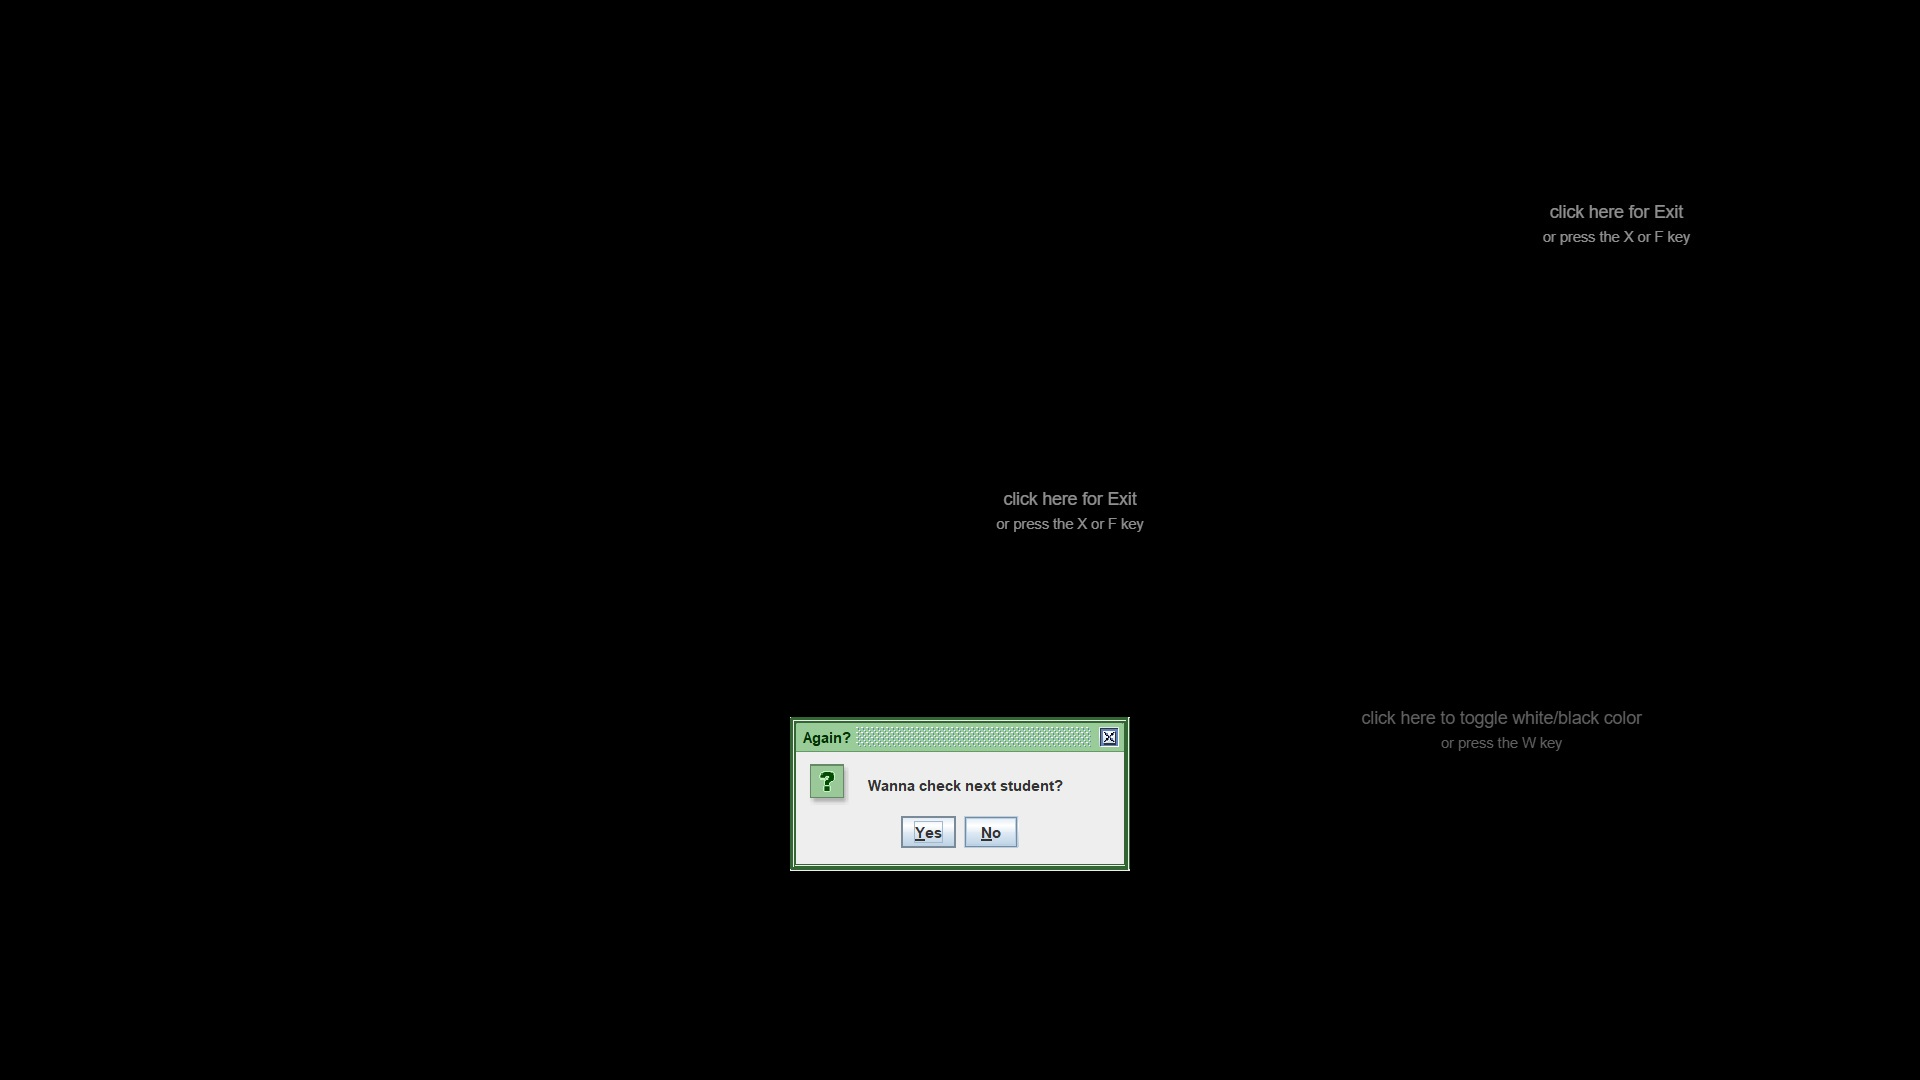 click here for Exit
or press the X or F key
click here for Exit
or press the X or F key
click here to toggle white/black color
or press the W key
Again?
?
Wanna check next student?
Yes
No